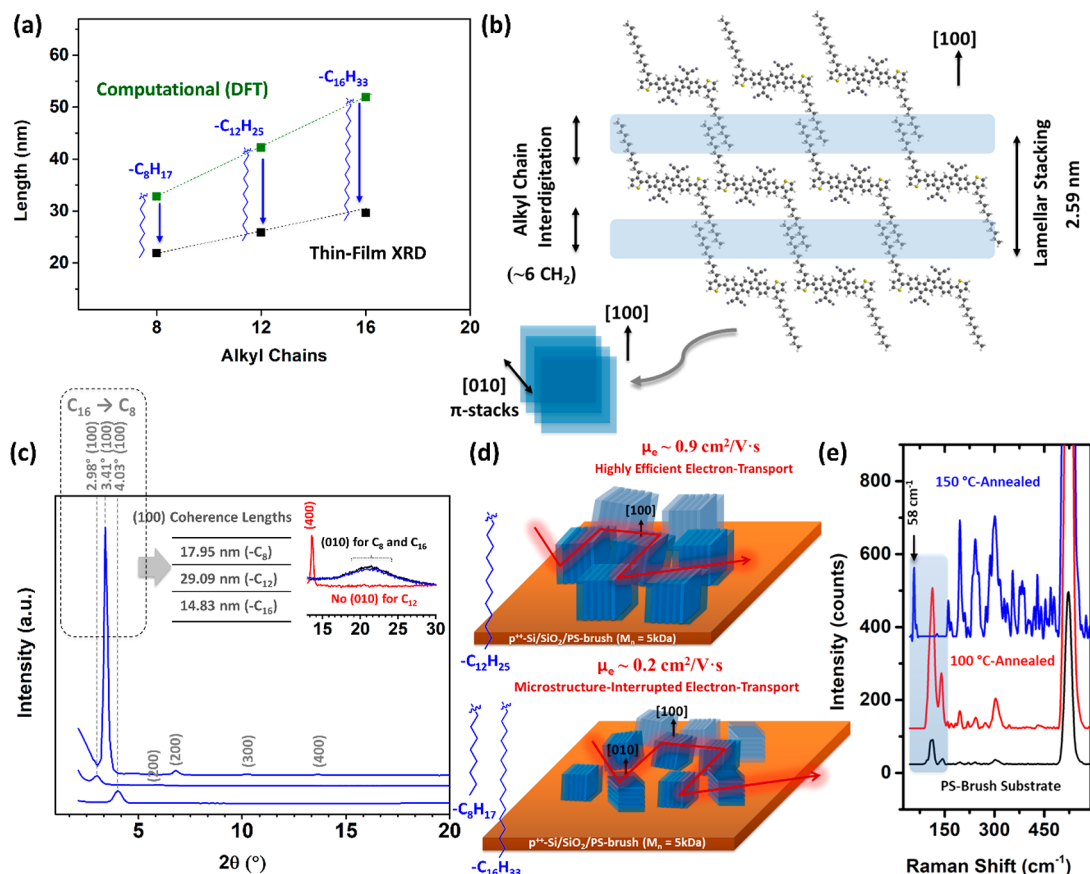 (a)
60
50
40
30
20
Length (nm)
Computational (DFT)
-C8H17
-C12H25
-C16H33
Thin-Film XRD
8
12
16
20
Alkyl Chains
(b)
[100]
Alkyl Chain
Interdigitation
(~6 CH2)
Lamellar Stacking
2.59 nm
[100]
[010]
π-stacks
(c)
C16 → C8
2.98° (100)
3.41° (100)
4.03° (100)
(100) Coherence Lengths
17.95 nm (-C8)
29.09 nm (-C12)
14.83 nm (-C16)
(400)
(010) for C8 and C16
No (010) for C12
15
20
25
30
(200)
(200)
(300)
(400)
Intensity (a.u.)
5
10
15
20
2θ (°)
(d)
μe ~ 0.9 cm²/V·s
Highly Efficient Electron-Transport
[100]
p⁺⁺-Si/SiO2/PS-brush (Mn = 5kDa)
-C12H25
μe ~ 0.2 cm²/V·s
Microstructure-Interrupted Electron-Transport
[100]
[010]
-C8H17
p⁺⁺-Si/SiO2/PS-brush (Mn = 5kDa)
-C16H33
(e)
800
600
400
200
0
Intensity (counts)
58 cm⁻¹
150 °C-Annealed
100 °C-Annealed
PS-Brush Substrate
150
300
450
Raman Shift (cm⁻¹)